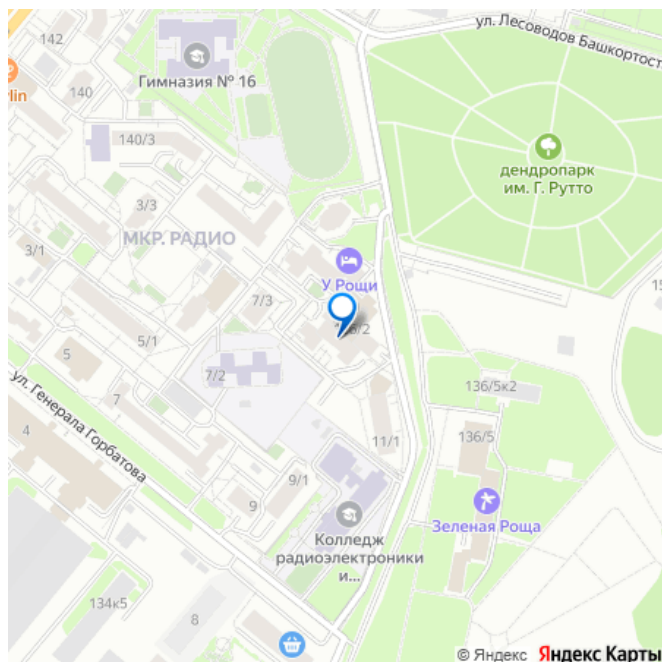 142
ул. Лесоводов Башкортост
Гимназия № 16
lin
140
140/3
дендропарк
им. Г. Рутто
3/3
МКР. РАДИО
3/1
У Рощи
7/3
5/1
5
7/2
136/5к2
7
ул. Генерала Горбатова
4
11/1
136/5
9/1
9
Зеленая Роща
Колледж
радиоэлектроники
и...
134к5
8
© Яндекс Яндекс Карты